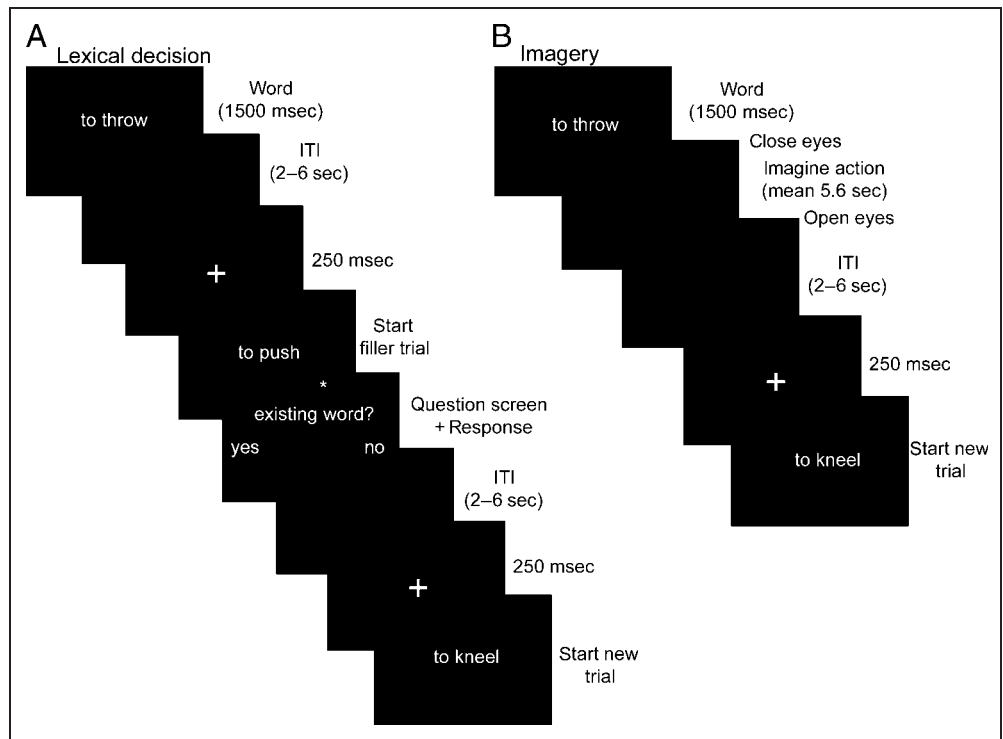 A
Lexical decision
to throw
Word
(1500 msec)
ITI
(2–6 sec)
+
250 msec
to push
Start
filler trial
*
existing word?
yes no
Question screen
+ Response
ITI
(2–6 sec)
+
250 msec
to kneel
Start new
trial
B
Imagery
to throw
Word
(1500 msec)
Close eyes
Imagine action
(mean 5.6 sec)
Open eyes
ITI
(2–6 sec)
+
250 msec
to kneel
Start new
trial